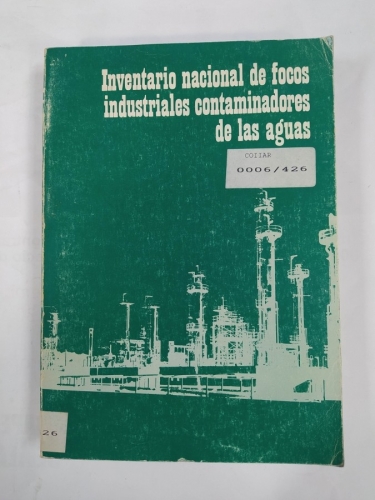 Inventario nacional de focos
industriales contaminadores
de las aguas
COIIAR
0006/426
26